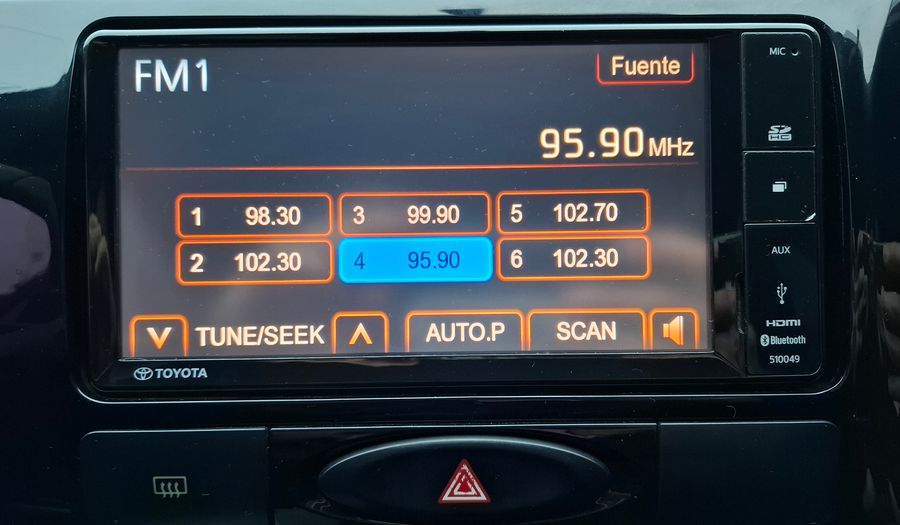 FM1
Fuente
95.90 MHz
1 98.30
3 99.90
5 102.70
2 102.30
4 95.90
6 102.30
TUNE/SEEK
AUTO.P
SCAN
TOYOTA
MIC
SD HC
AUX
HDMI
Bluetooth
510049